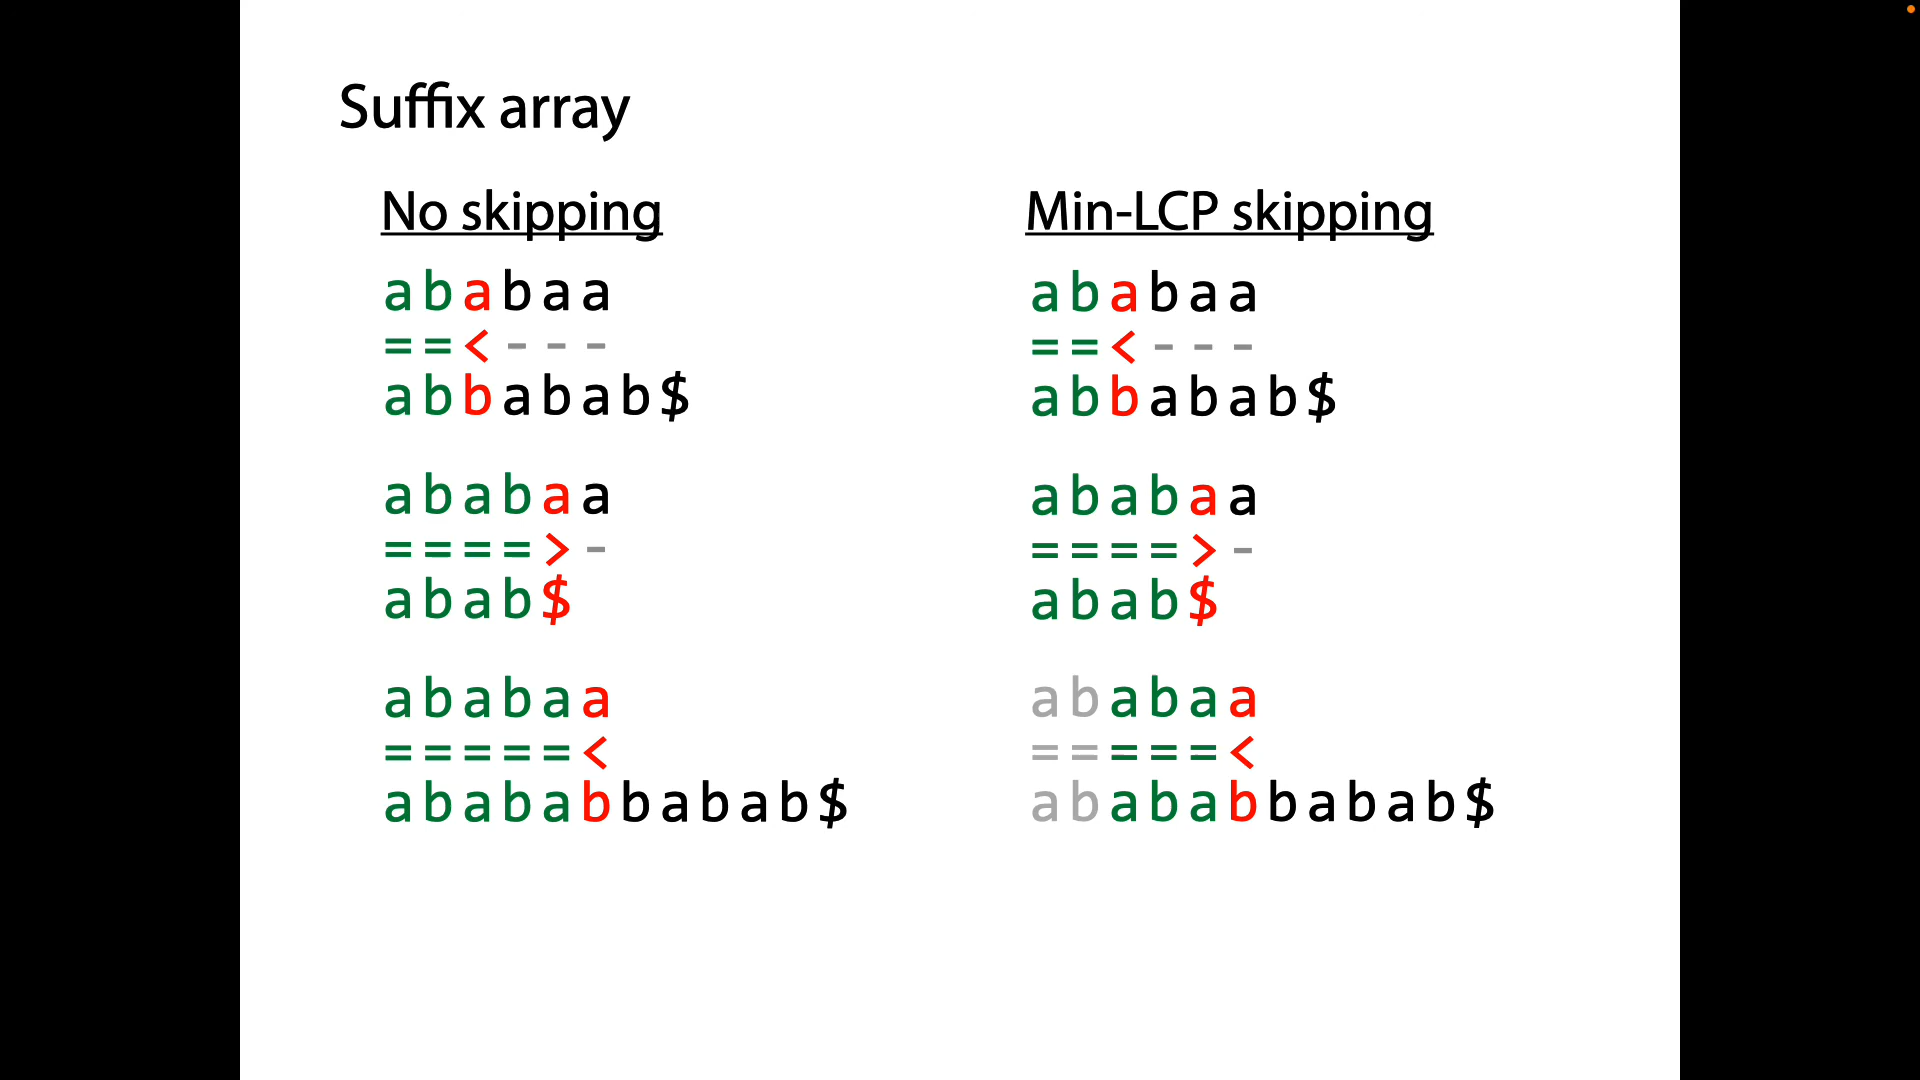 Suffix array
No skipping
a b a b a a
= = < - - -
a b b a b a b $
a b a b a a
= = = = > -
a b a b $
a b a b a a
= = = = = <
a b a b a b b a b a b $
Min-LCP skipping
a b a b a a
= = < - - -
a b b a b a b $
a b a b a a
= = = = > -
a b a b $
a b a b a a
= = = = = <
a b a b a b b a b a b $